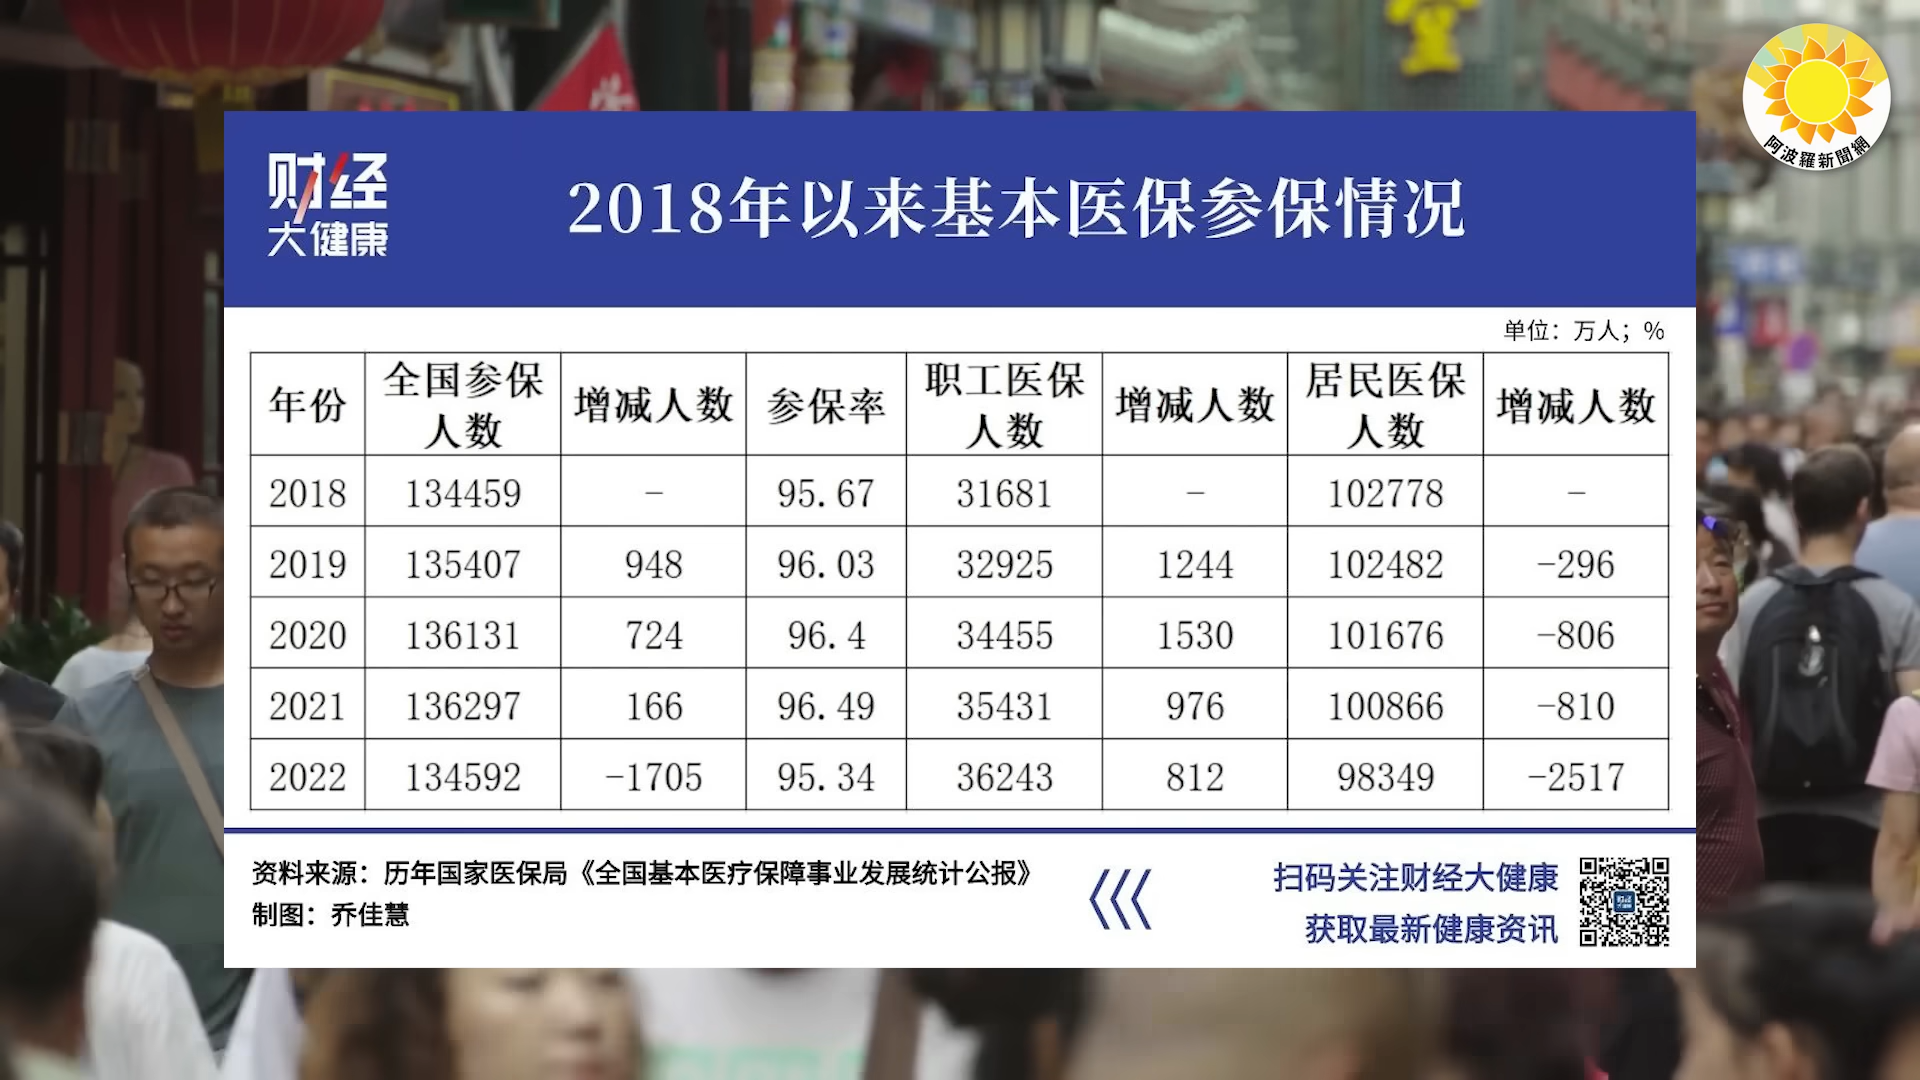 阿波羅新聞網
财经
大健康
2018年以来基本医保参保情况
单位：万人；%
年份 全国参保人数 增减人数 参保率 职工医保人数 增减人数 居民医保人数 增减人数
2018 134459 － 95.67 31681 － 102778 －
2019 135407 948 96.03 32925 1244 102482 -296
2020 136131 724 96.4 34455 1530 101676 -806
2021 136297 166 96.49 35431 976 100866 -810
2022 134592 -1705 95.34 36243 812 98349 -2517
资料来源：历年国家医保局《全国基本医疗保障事业发展统计公报》
制图：乔佳慧
扫码关注财经大健康
获取最新健康资讯